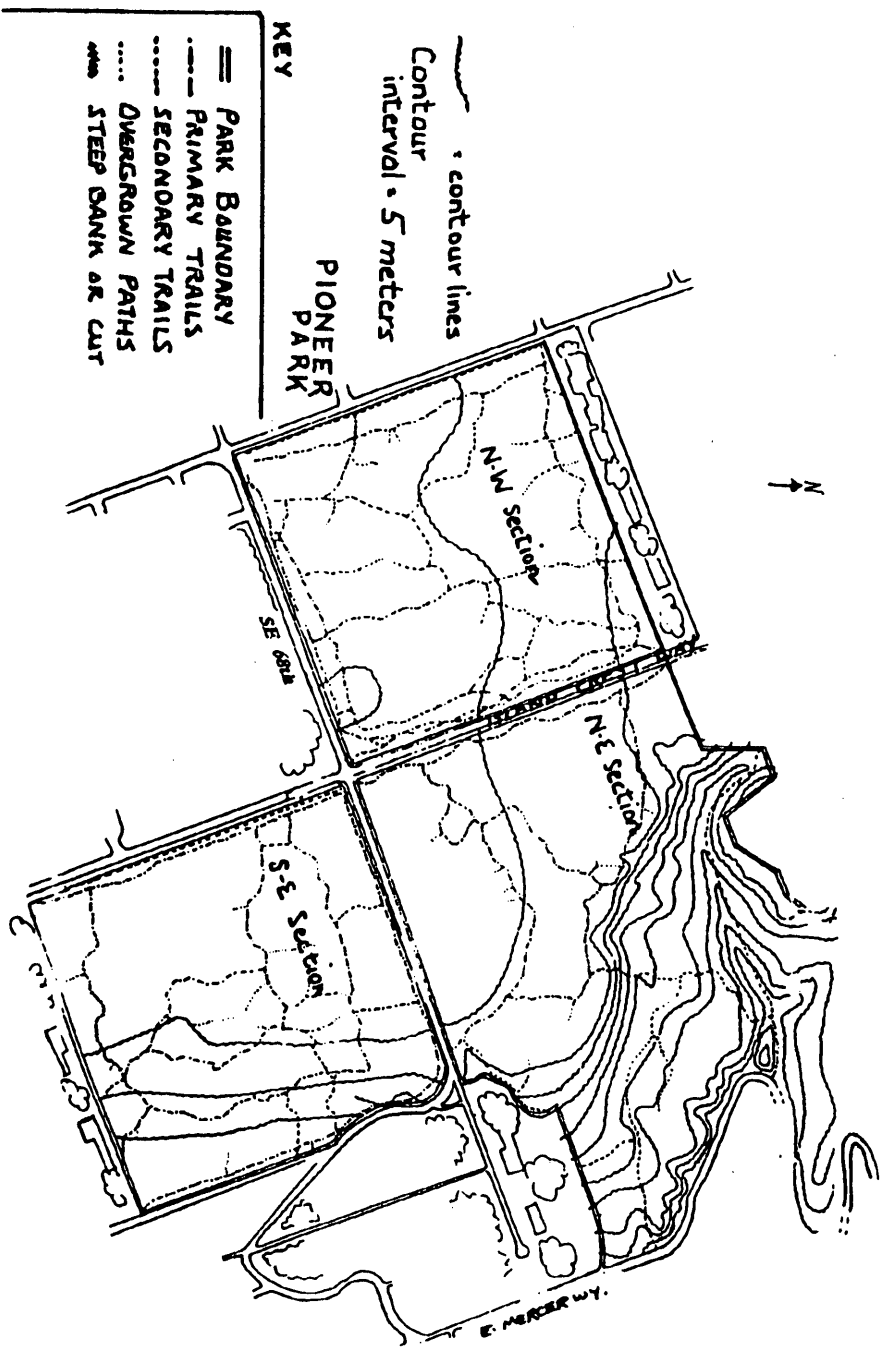 KEY
= contour lines
Contour
interval = 5 meters
PARK BOUNDARY
PRIMARY TRAILS
SECONDARY TRAILS
OVERGROWN PATHS
STEEP BANK OR CUT
PIONEER
PARK
N
N-W Section
N-E Section
S-E Section
SE 68th
ISLAND CREST WAY
E. MERCER WY.